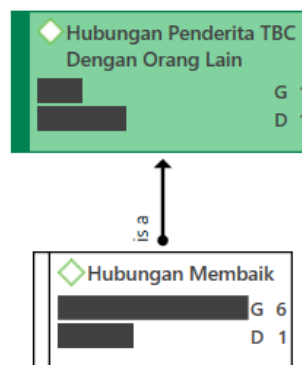 Hubungan Penderita TBC
Dengan Orang Lain
G
D
is a
Hubungan Membaik
G 6
D 1